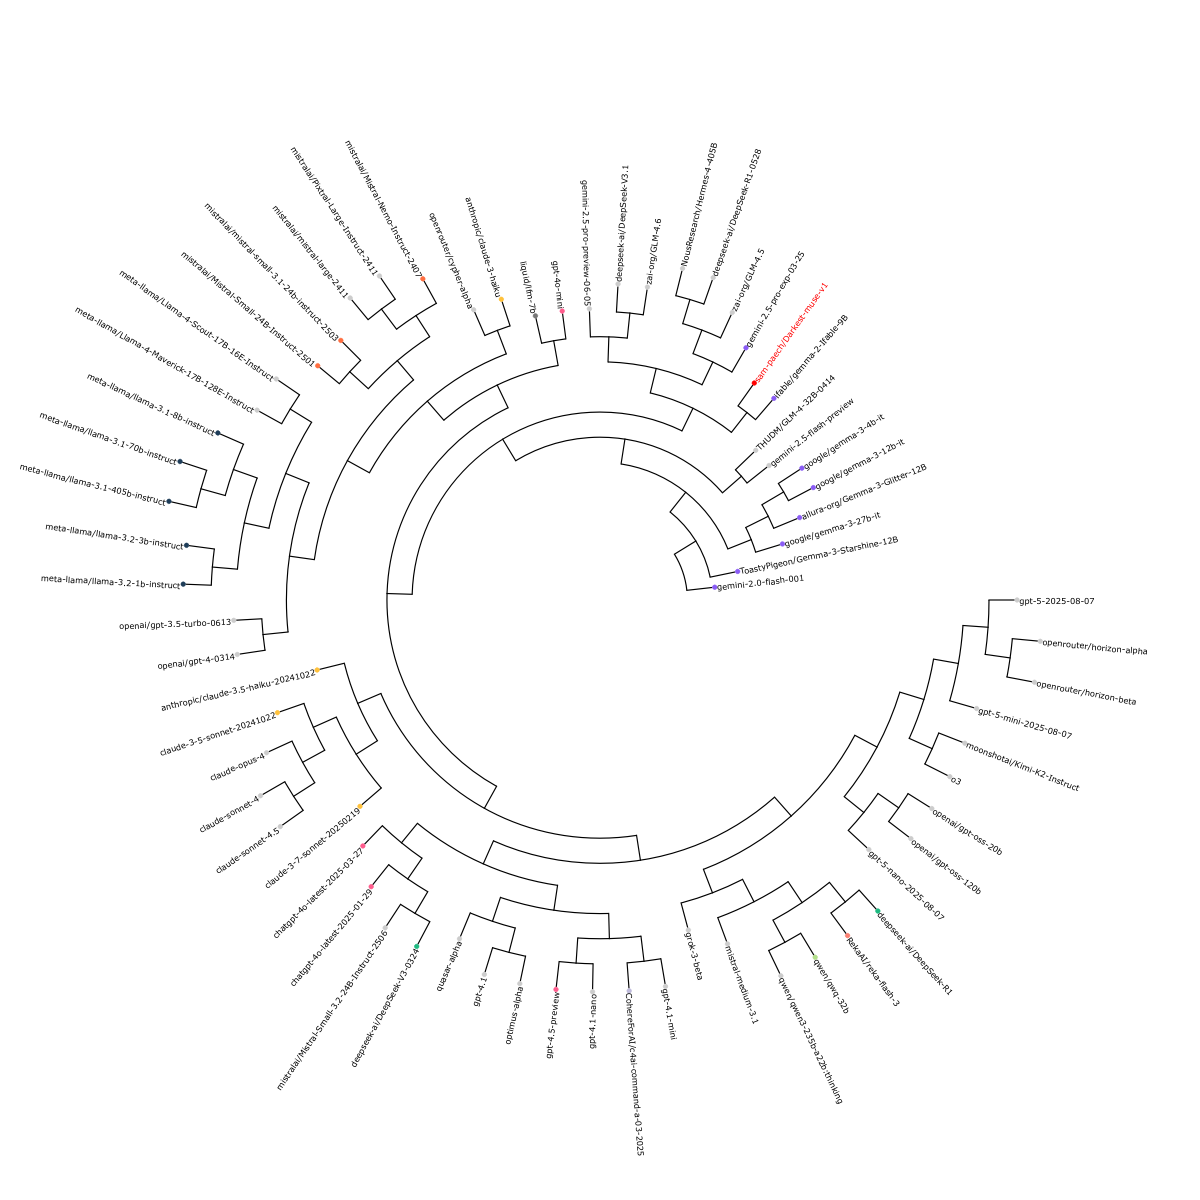 mistralai/Mistral-Nemo-Instruct-2407
mistralai/Pixtral-Large-Instruct-2411
mistralai/mistral-large-2411
mistralai/mistral-small-3.1-24b-instruct-2503
mistralai/Mistral-Small-24B-Instruct-2501
meta-llama/Llama-4-Scout-17B-16E-Instruct
meta-llama/Llama-4-Maverick-17B-128E-Instruct
meta-llama/llama-3.1-8b-instruct
meta-llama/llama-3.1-70b-instruct
meta-llama/llama-3.1-405b-instruct
meta-llama/llama-3.2-3b-instruct
meta-llama/llama-3.2-1b-instruct
openai/gpt-3.5-turbo-0613
openai/gpt-4-0314
anthropic/claude-3.5-haiku-20241022
claude-3-5-sonnet-20241022
claude-opus-4
claude-sonnet-4
claude-sonnet-4.5
claude-3-7-sonnet-20250219
chatgpt-4o-latest-2025-03-27
chatgpt-4o-latest-2025-01-29
mistralai/Mistral-Small-3.2-24B-Instruct-2506
deepseek-ai/DeepSeek-V3-0324
quasar-alpha
gpt-4.1
optimus-alpha
gpt-4.5-preview
gpt-4.1-nano
CohereForAI/c4ai-command-a-03-2025
gpt-4.1-mini
grok-3-beta
mistral-medium-3.1
qwen/qwen3-235b-a22b:thinking
qwen/qwq-32b
RekaAI/reka-flash-3
deepseek-ai/DeepSeek-R1
gpt-5-nano-2025-08-07
openai/gpt-oss-120b
openai/gpt-oss-20b
o3
moonshotai/Kimi-K2-Instruct
gpt-5-mini-2025-08-07
openrouter/horizon-beta
openrouter/horizon-alpha
gpt-5-2025-08-07
gemini-2.0-flash-001
ToastyPigeon/Gemma-3-Starshine-12B
google/gemma-3-27b-it
allura-org/Gemma-3-Glitter-12B
google/gemma-3-12b-it
google/gemma-3-4b-it
gemini-2.5-flash-preview
THUDM/GLM-4-32B-0414
ifable/gemma-2-Ifable-9B
sam-paech/Darkest-muse-v1
gemini-2.5-pro-exp-03-25
zai-org/GLM-4.5
deepseek-ai/DeepSeek-R1-0528
NousResearch/Hermes-4-405B
zai-org/GLM-4.6
deepseek-ai/DeepSeek-V3.1
gemini-2.5-pro-preview-06-05
gpt-4o-mini
liquid/lfm-7b
anthropic/claude-3-haiku
openrouter/cypher-alpha